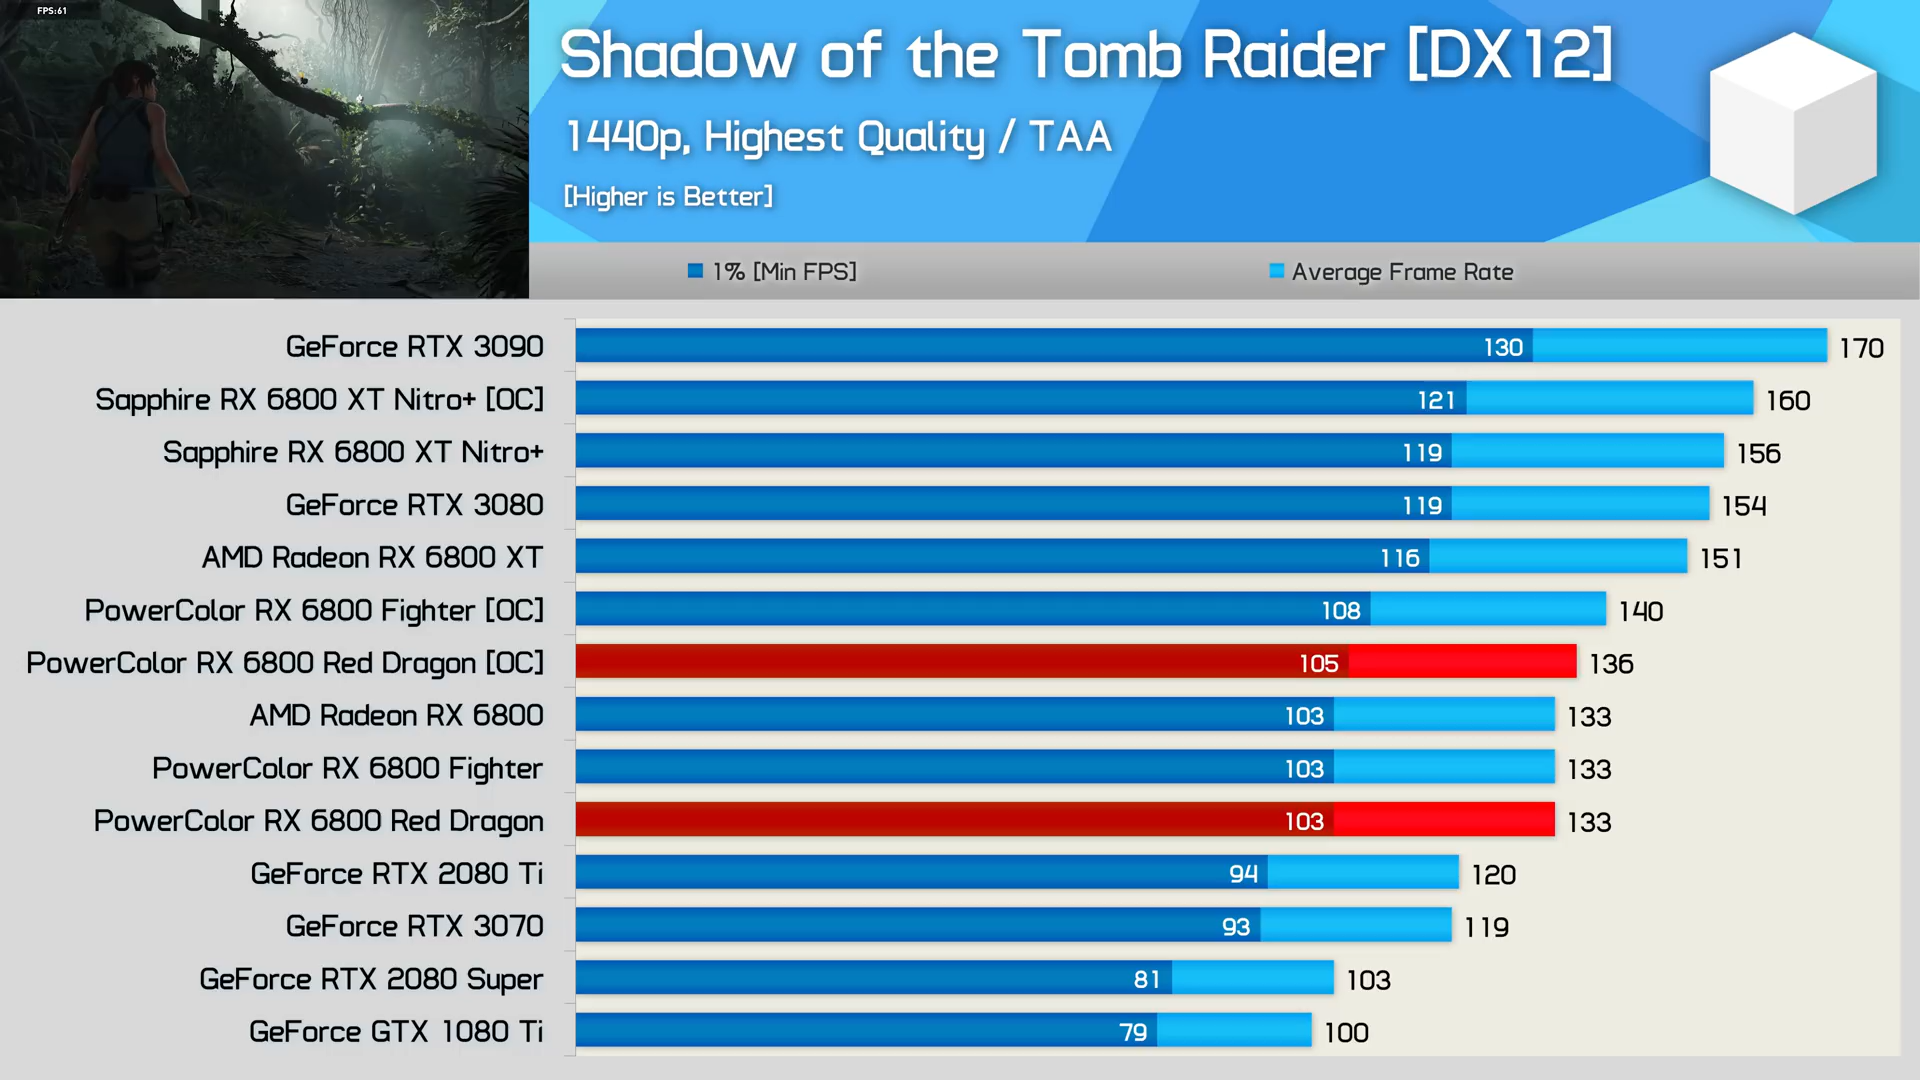 FPS:61
Shadow of the Tomb Raider [DX12]
1440p, Highest Quality / TAA
[Higher is Better]
1% [Min FPS] Average Frame Rate
GeForce RTX 3090 130 170
Sapphire RX 6800 XT Nitro+ [OC] 121 160
Sapphire RX 6800 XT Nitro+ 119 156
GeForce RTX 3080 119 154
AMD Radeon RX 6800 XT 116 151
PowerColor RX 6800 Fighter [OC] 108 140
PowerColor RX 6800 Red Dragon [OC] 105 136
AMD Radeon RX 6800 103 133
PowerColor RX 6800 Fighter 103 133
PowerColor RX 6800 Red Dragon 103 133
GeForce RTX 2080 Ti 94 120
GeForce RTX 3070 93 119
GeForce RTX 2080 Super 81 103
GeForce GTX 1080 Ti 79 100